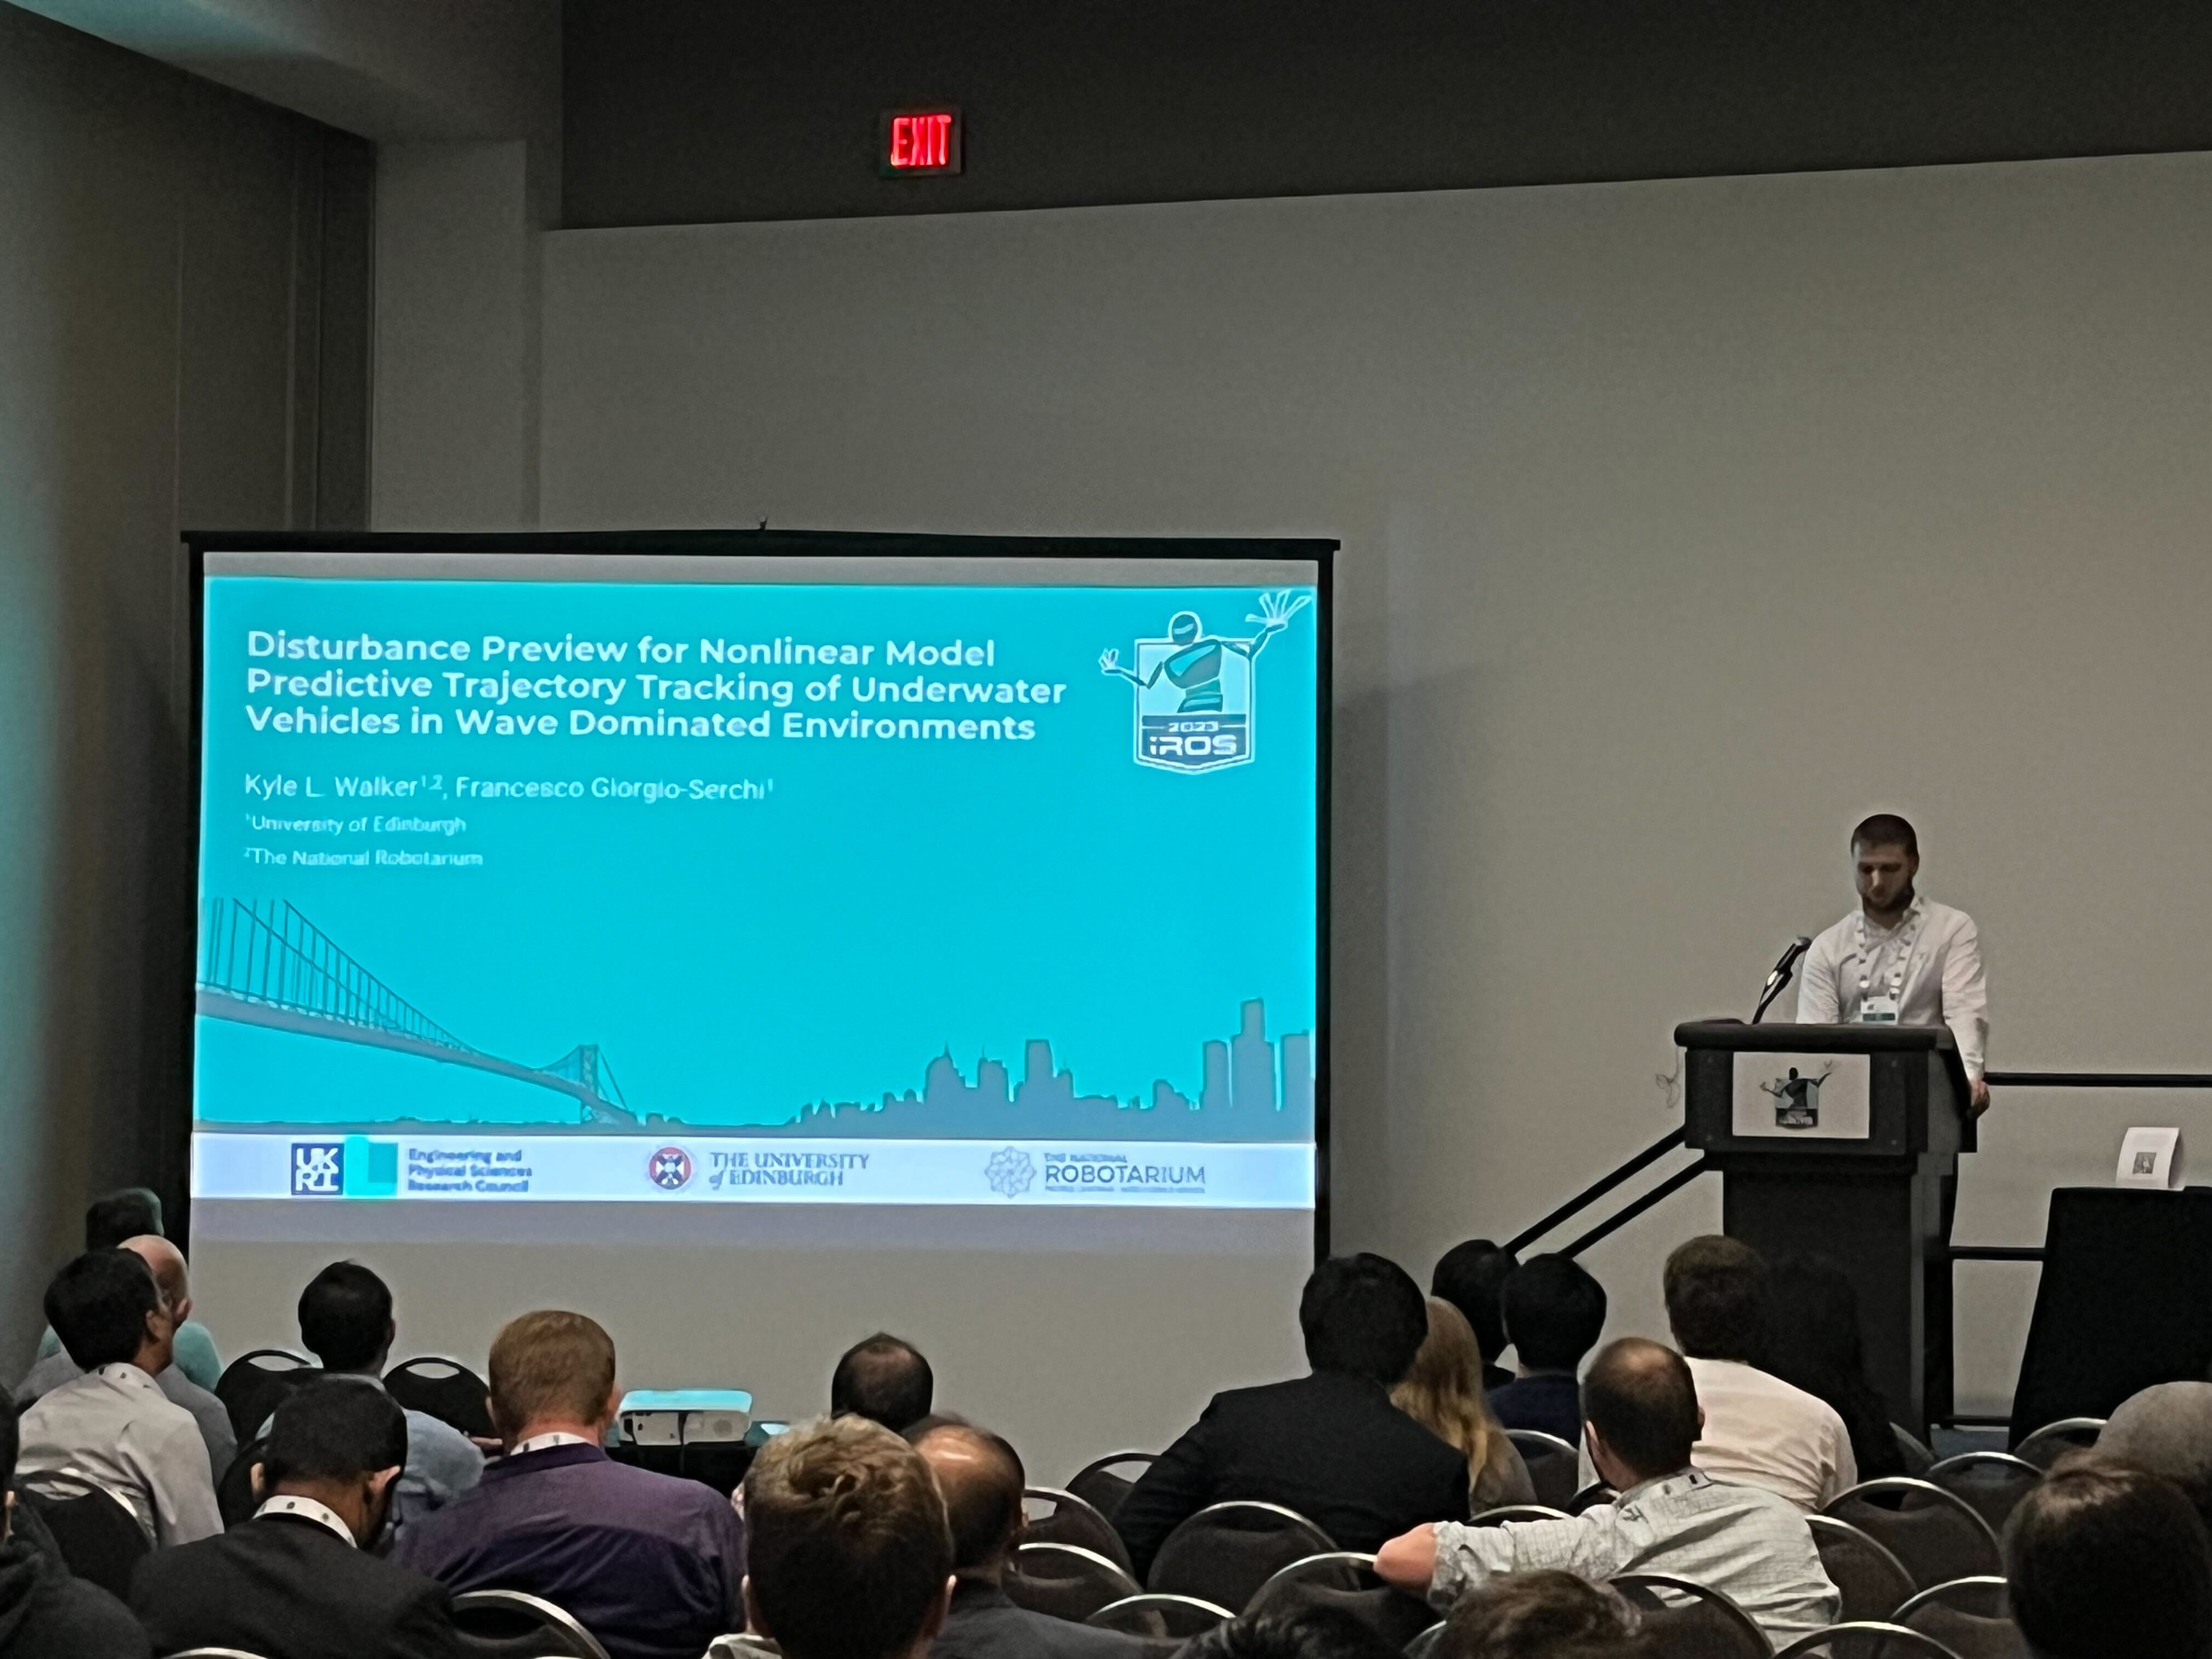 EXIT
Disturbance Preview for Nonlinear Model
Predictive Trajectory Tracking of Underwater
Vehicles in Wave Dominated Environments
2023
iROS
Kyle L. Walker¹,², Francesco Giorgio-Serchi¹
¹University of Edinburgh
²The National Robotarium
UK
RI
Engineering and
Physical Sciences
Research Council
THE UNIVERSITY
of EDINBURGH
THE NATIONAL
ROBOTARIUM